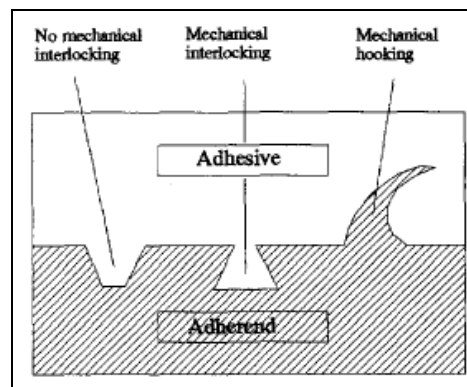 No mechanical
interlocking
Mechanical
interlocking
Mechanical
hooking
Adhesive
Adherend